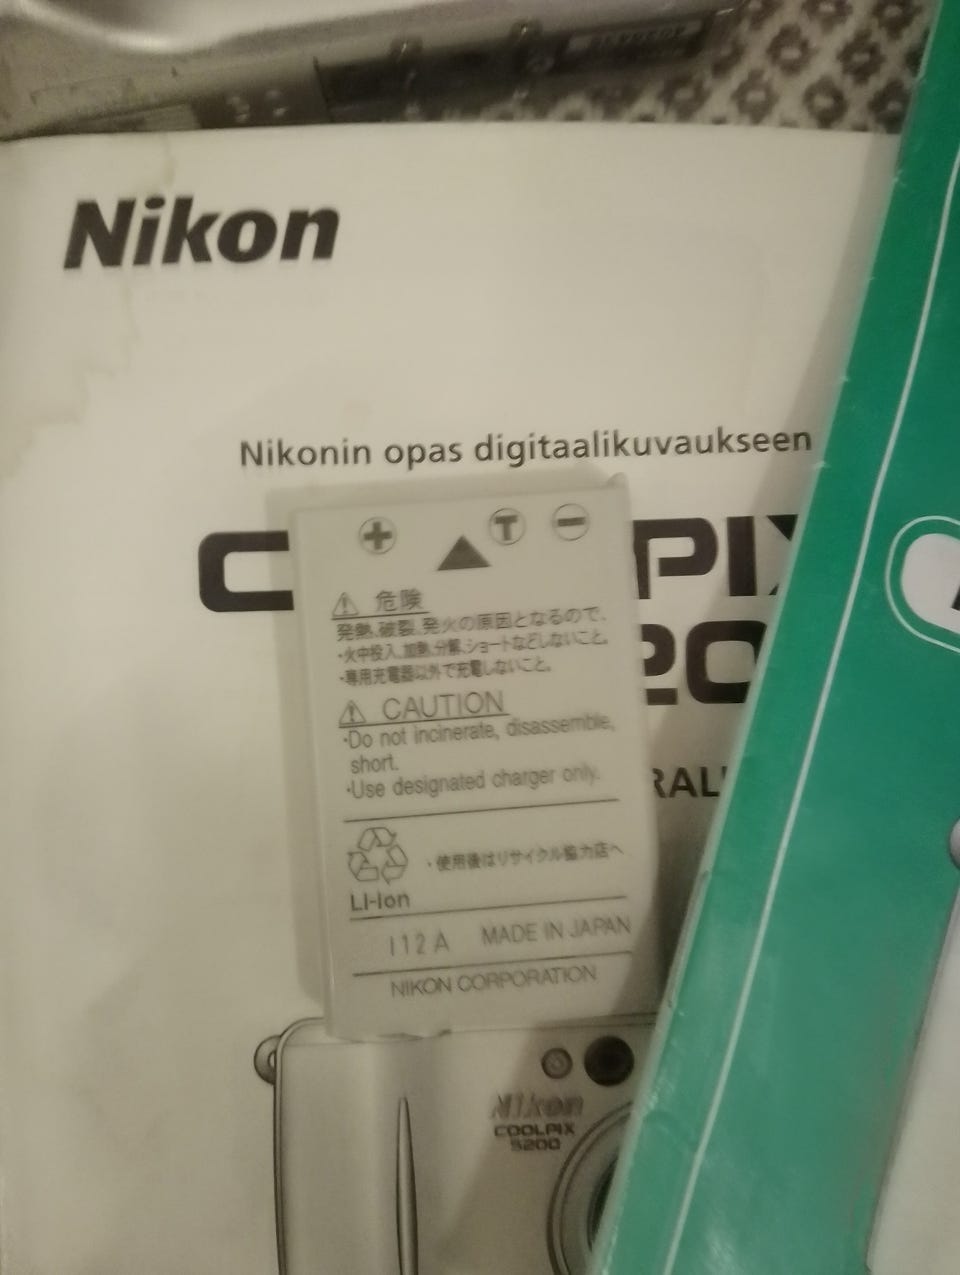 Nikon
Nikonin opas digitaalikuvaukseen
T
危険
発熱、破裂、発火の原因となるので、
・火中投入、加熱、分解、ショートなどしないこと。
・専用充電器以外で充電しないこと。
CAUTION
・Do not incinerate, disassemble,
short.
・Use designated charger only.
・使用後はリサイクル協力店へ
Li-ion
112A MADE IN JAPAN
NIKON CORPORATION
Nikon
COOLPIX
5200